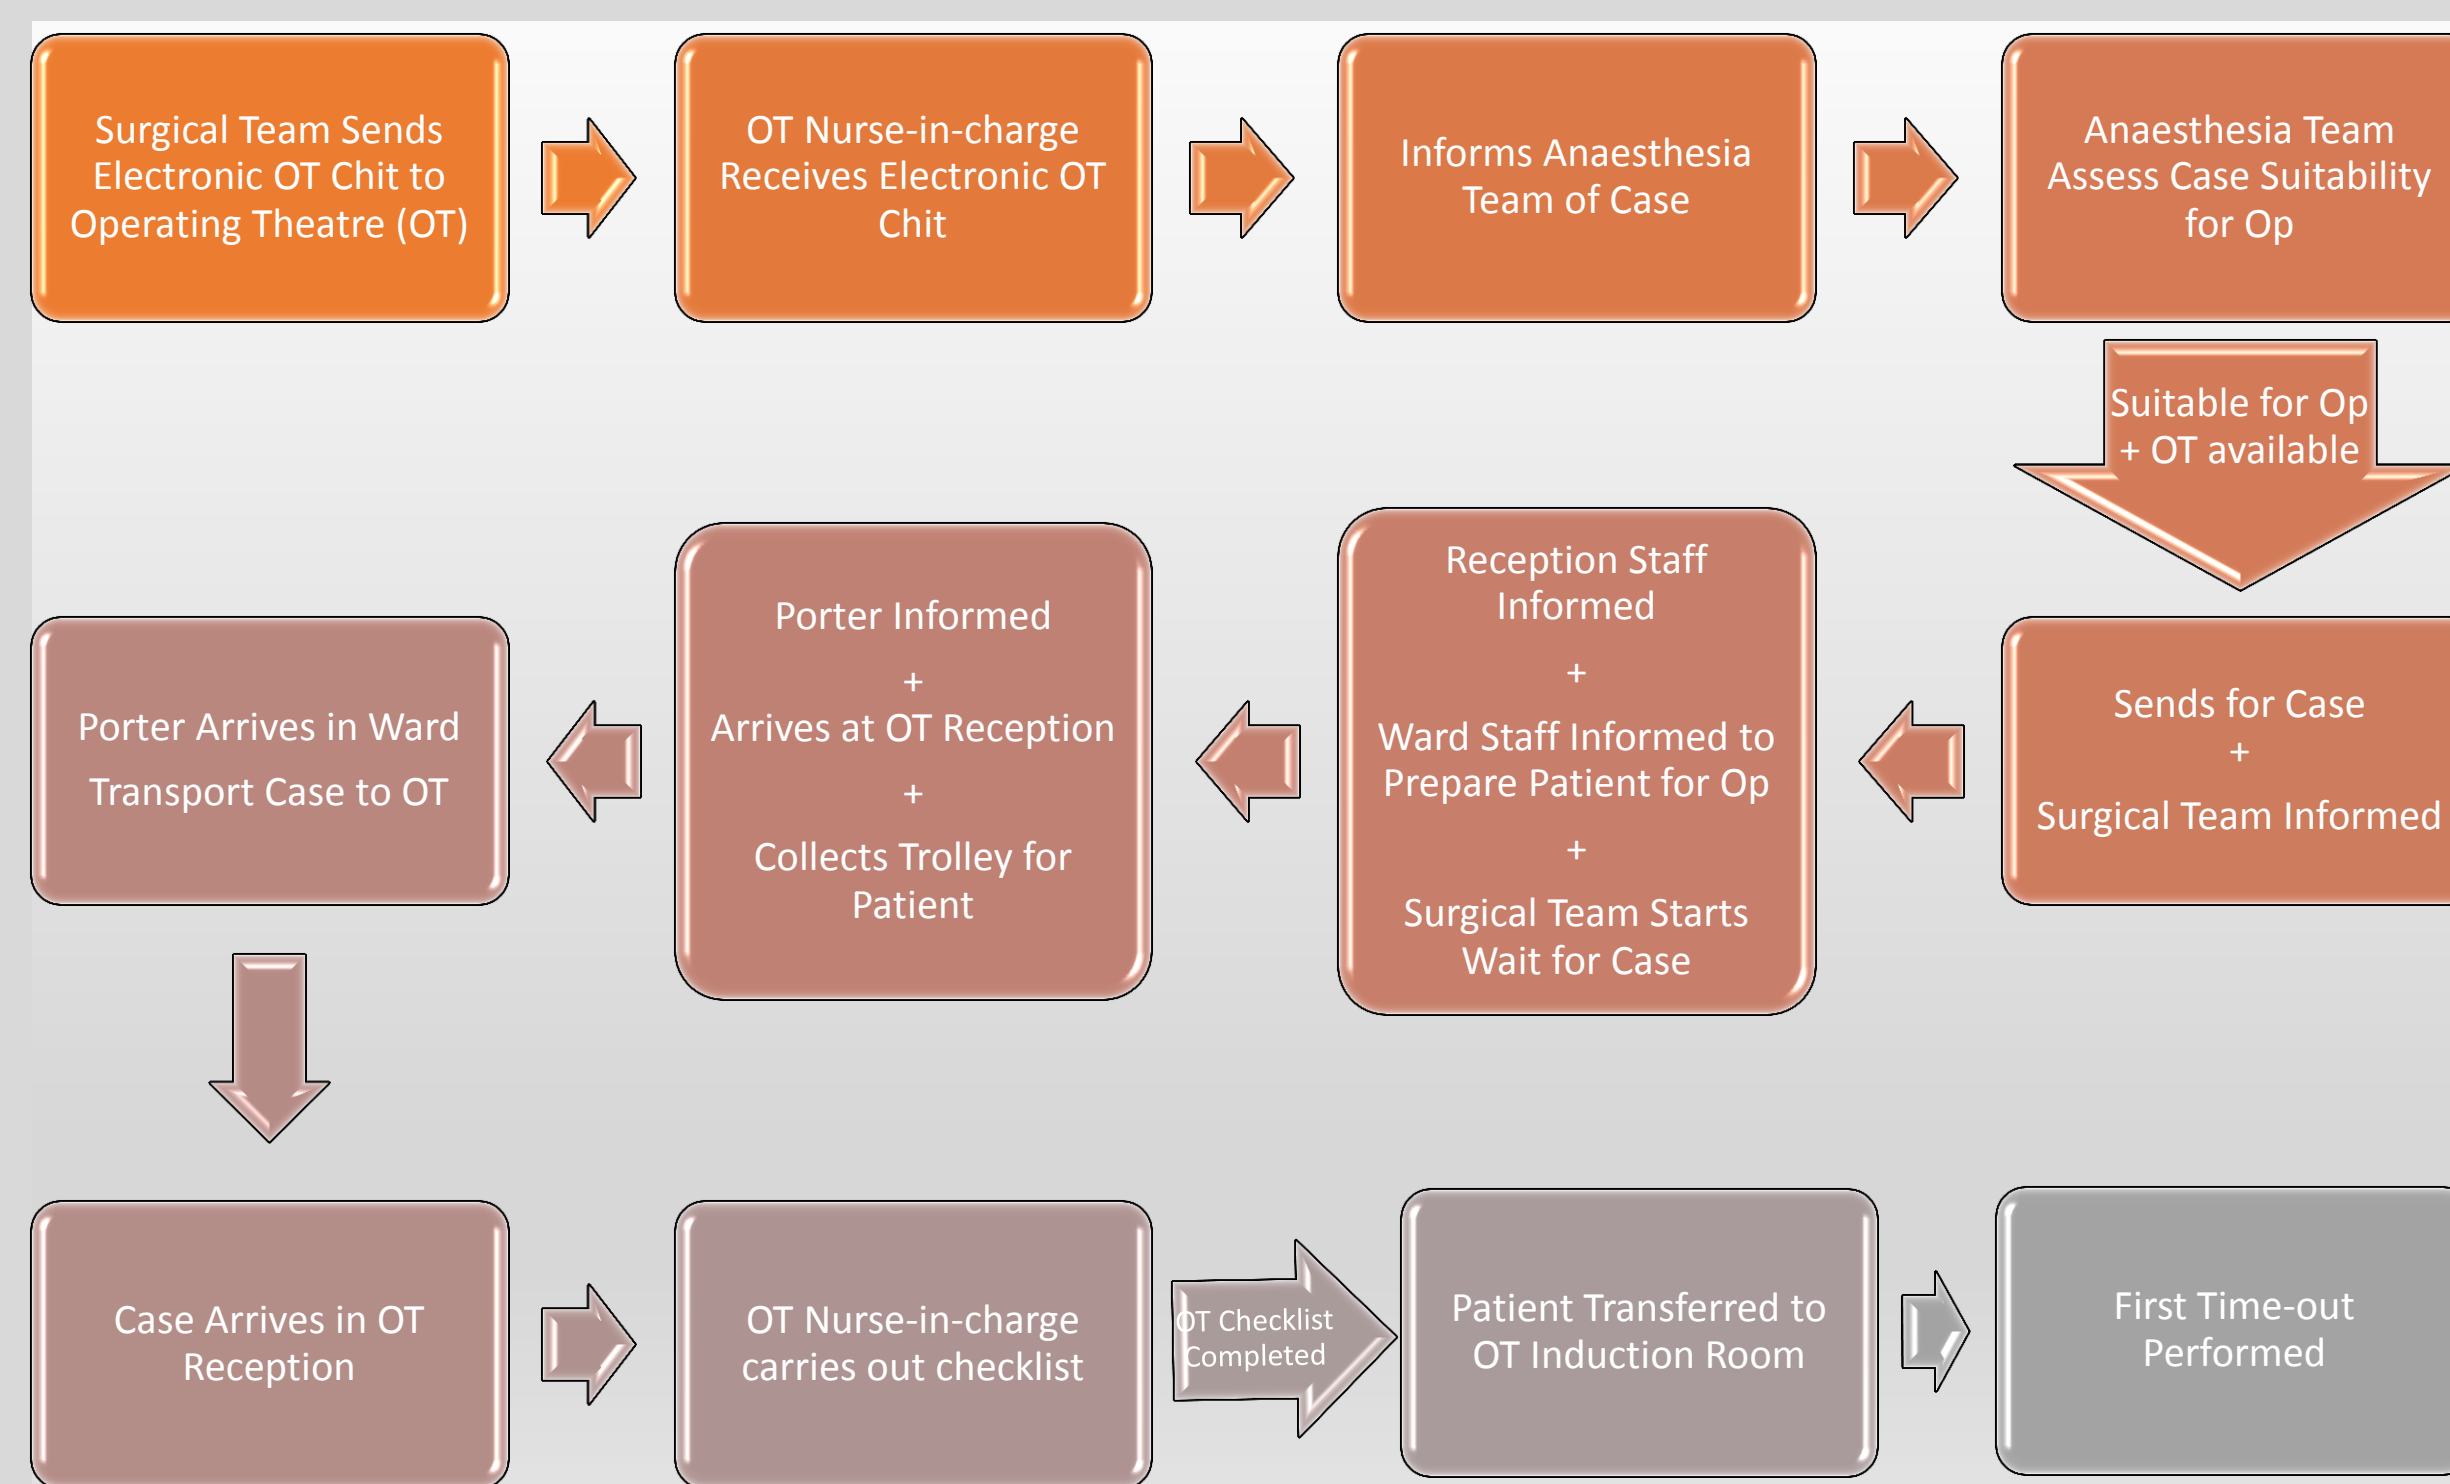 Surgical Team Sends
Electronic OT Chit to
Operating Theatre (OT)
OT Nurse-in-charge
Receives Electronic OT
Chit
Informs Anaesthesia
Team of Case
Anaesthesia Team
Assess Case Suitability
for Op
Suitable for Op
+ OT available
Sends for Case
+
Surgical Team Informed
Reception Staff
Informed
+
Ward Staff Informed to
Prepare Patient for Op
+
Surgical Team Starts
Wait for Case
Porter Informed
+
Arrives at OT Reception
+
Collects Trolley for
Patient
Porter Arrives in Ward
Transport Case to OT
Case Arrives in OT
Reception
OT Nurse-in-charge
carries out checklist
OT Checklist
Completed
Patient Transferred to
OT Induction Room
First Time-out
Performed